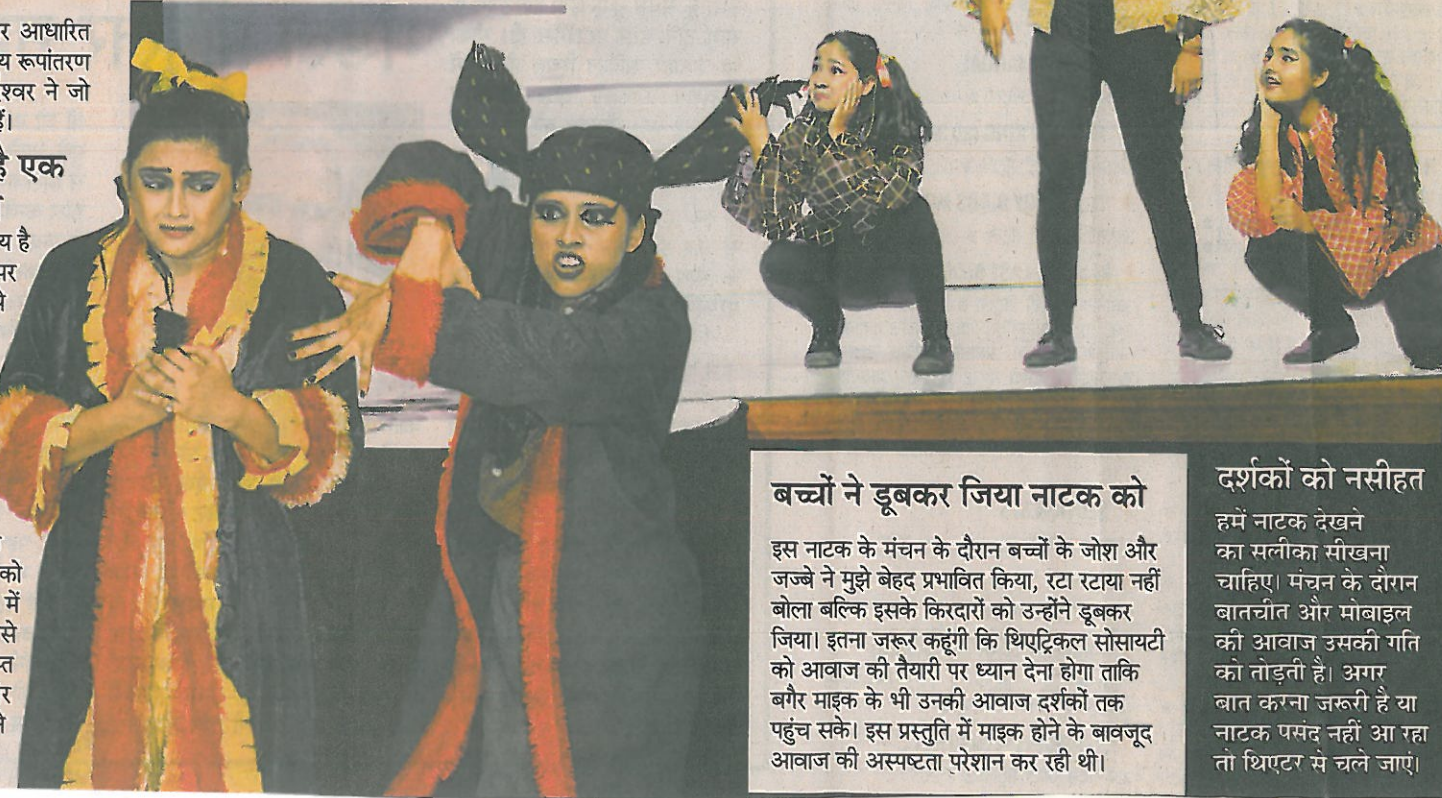 र आधारित
य रूपांतरण
श्वर ने जो
हैं।
है एक
य है
पर
को
में
से
त
र
बच्चों ने डूबकर जिया नाटक को
इस नाटक के मंचन के दौरान बच्चों के जोश और
जज्बे ने मुझे बेहद प्रभावित किया, रटा रटाया नहीं
बोला बल्कि इसके किरदारों को उन्होंने डूबकर
जिया। इतना जरूर कहूंगी कि थिएट्रिकल सोसायटी
को आवाज की तैयारी पर ध्यान देना होगा ताकि
बगैर माइक के भी उनकी आवाज दर्शकों तक
पहुंच सके। इस प्रस्तुति में माइक होने के बावजूद
आवाज की अस्पष्टता परेशान कर रही थी।
दर्शकों को नसीहत
हमें नाटक देखने
का सलीका सीखना
चाहिए। मंचन के दौरान
बातचीत और मोबाइल
की आवाज उसकी गति
को तोड़ती है। अगर
बात करना जरूरी है या
नाटक पसंद नहीं आ रहा
तो थिएटर से चले जाएं।